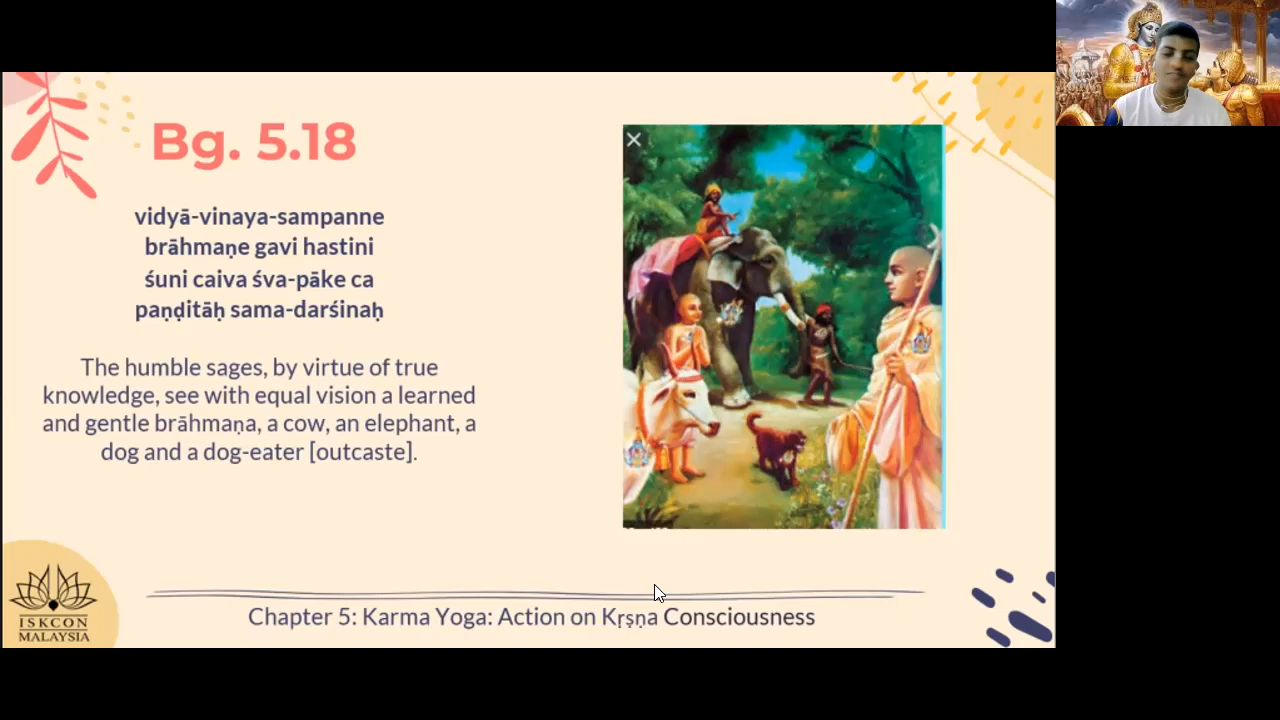 Bg. 5.18
vidyā-vinaya-sampanne
brāhmaṇe gavi hastini
śuni caiva śva-pāke ca
paṇḍitāḥ sama-darśinaḥ
The humble sages, by virtue of true
knowledge, see with equal vision a learned
and gentle brāhmaṇa, a cow, an elephant, a
dog and a dog-eater [outcaste].
ISKCON
MALAYSIA
Chapter 5: Karma Yoga: Action on Kṛṣṇa Consciousness